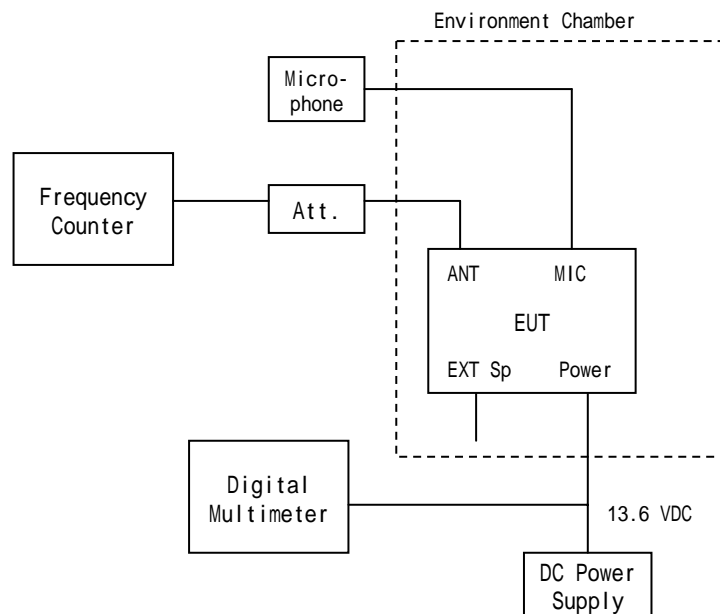 Environment Chamber
Micro-
phone
Frequency
Counter
Att.
ANT MIC
EUT
EXT Sp Power
Digital
Multimeter
13.6 VDC
DC Power
Supply